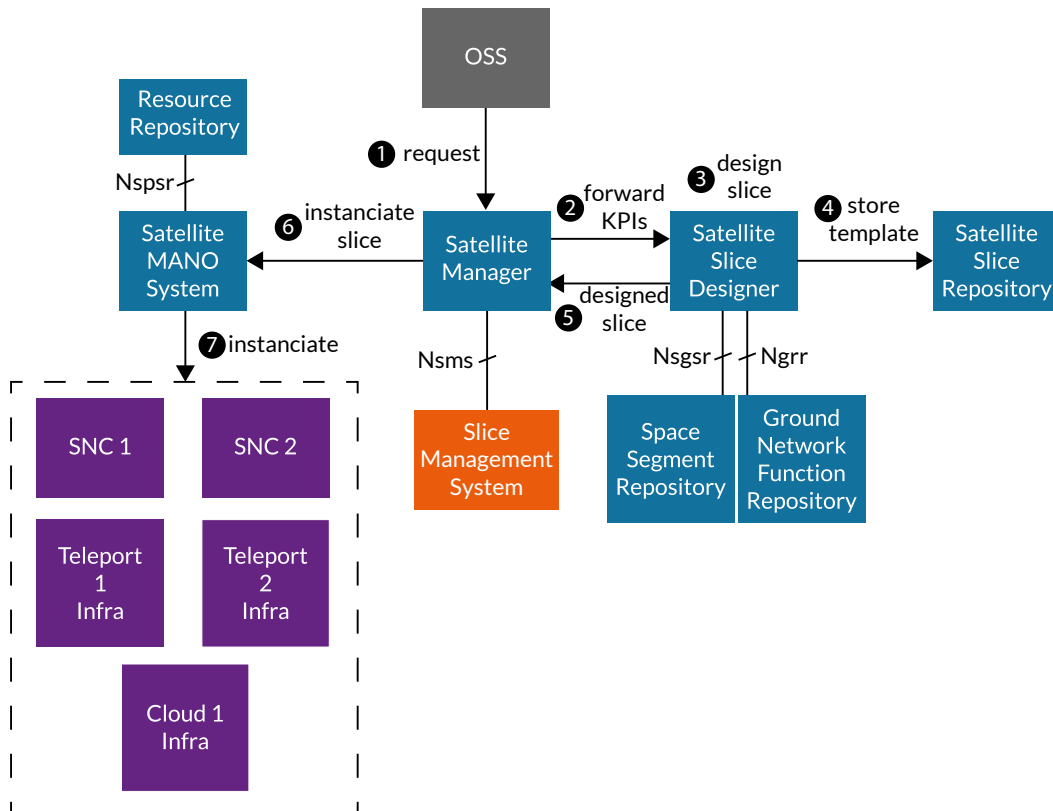 OSS
Resource
Repository
1 request
Nspsr
3 design
slice
2 forward
KPIs
4 store
template
6 instanciate
slice
Satellite
MANO
System
Satellite
Manager
Satellite
Slice
Designer
Satellite
Slice
Repository
5 designed
slice
7 instanciate
Nsms
Nsgsr
Ngrr
SNC 1
SNC 2
Slice
Management
System
Space
Segment
Repository
Ground
Network
Function
Repository
Teleport
1
Infra
Teleport
2
Infra
Cloud 1
Infra